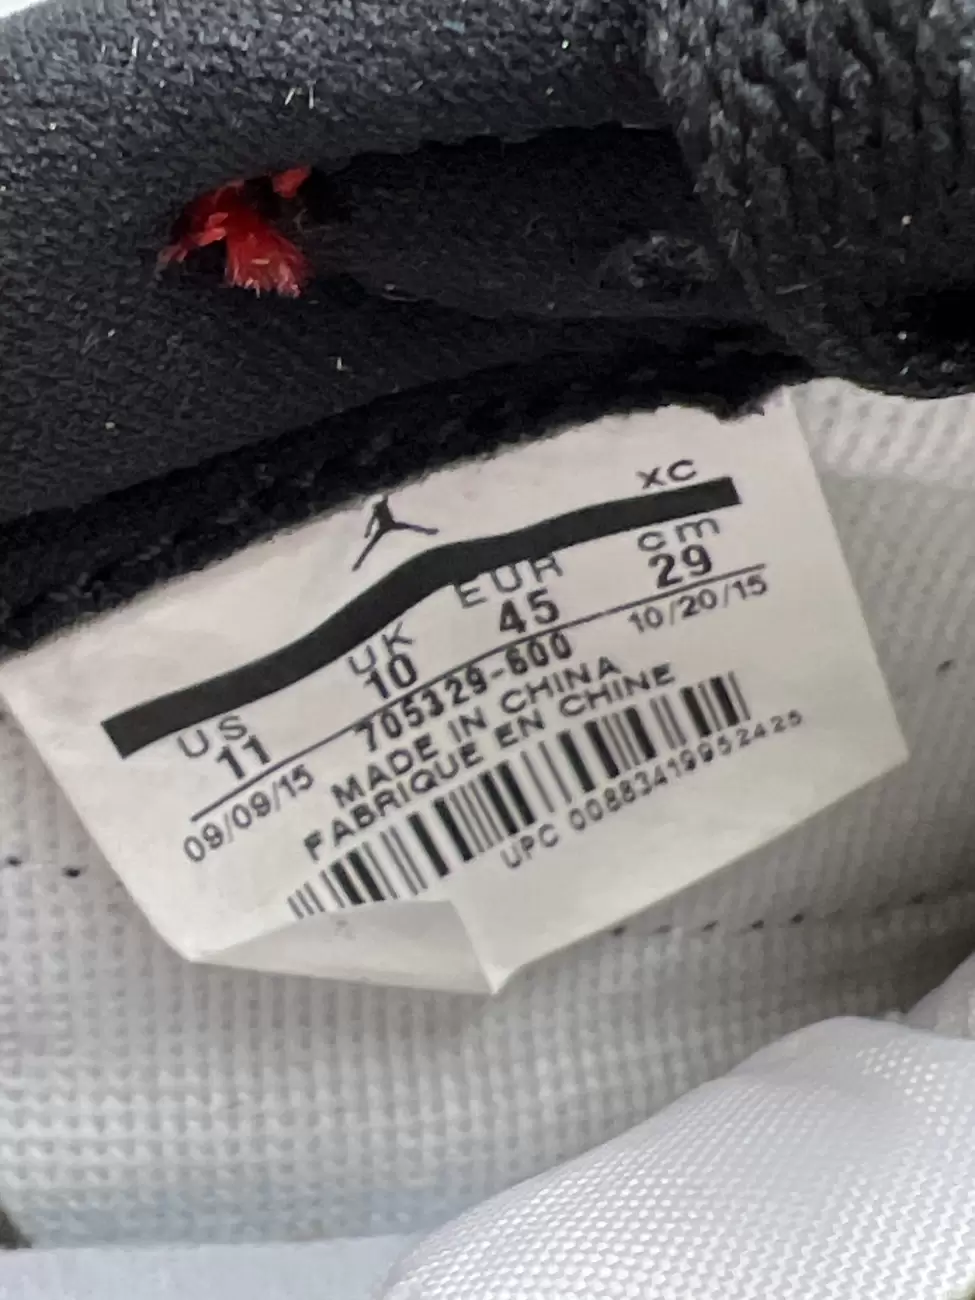 XC
US UK EUR cm
11 10 45 29
09/09/15 705329-600 10/20/15
MADE IN CHINA
FABRIQUE EN CHINE
UPC 00883419952425